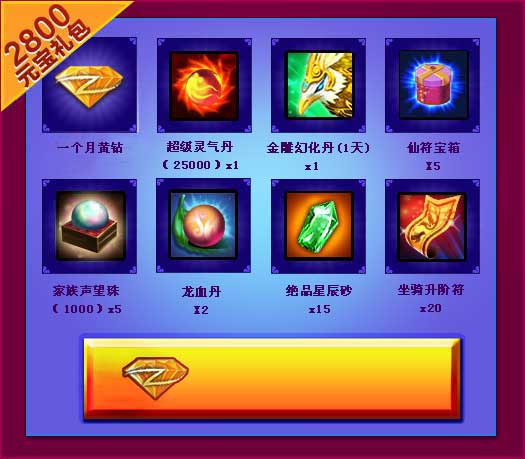 2800
元宝礼包
一个月黄钻
超级灵气丹
（25000）x1
金雕幻化丹(1天)
x1
仙符宝箱
X5
家族声望珠
（1000）x5
龙血丹
X2
绝品星辰砂
x15
坐骑升阶符
x20